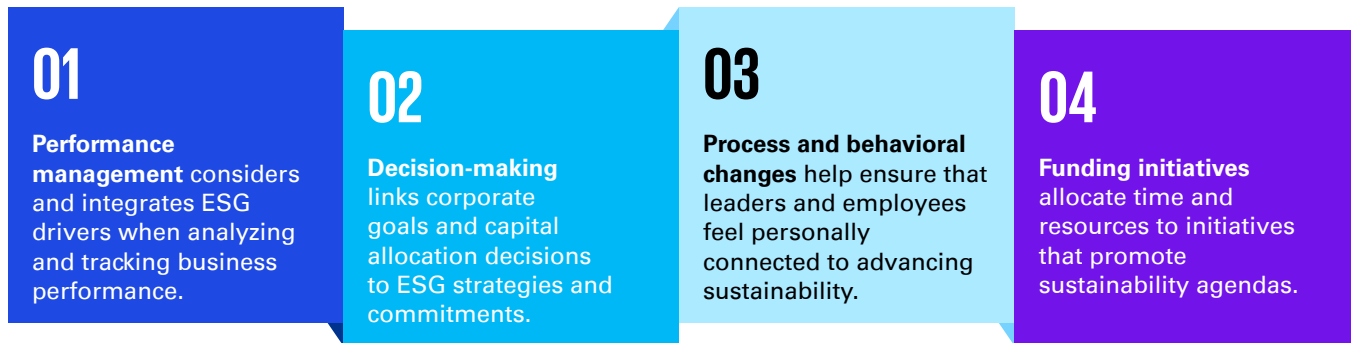 01
Performance
management considers
and integrates ESG
drivers when analyzing
and tracking business
performance.
02
Decision-making
links corporate
goals and capital
allocation decisions
to ESG strategies and
commitments.
03
Process and behavioral
changes help ensure that
leaders and employees
feel personally
connected to advancing
sustainability.
04
Funding initiatives
allocate time and
resources to initiatives
that promote
sustainability agendas.